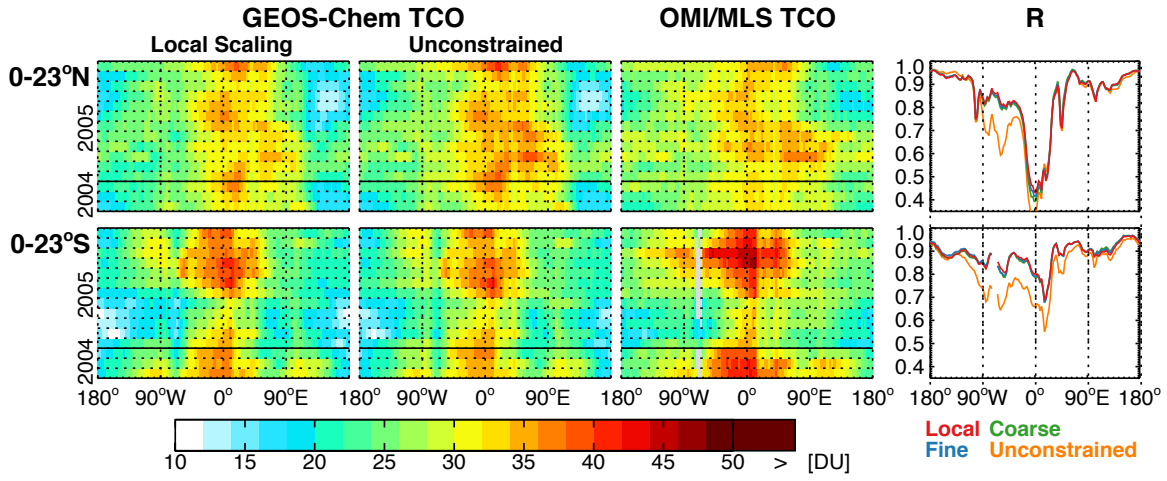 GEOS-Chem TCO OMI/MLS TCO R
Local Scaling Unconstrained
0-23°N
2005
2004
1.0
0.9
0.8
0.7
0.6
0.5
0.4
0-23°S
2005
2004
1.0
0.9
0.8
0.7
0.6
0.5
0.4
180° 90°W 0° 90°E 180° 90°W 0° 90°E 180° 90°W 0° 90°E 180° 180° 90°W 0° 90°E 180°
10 15 20 25 30 35 40 45 50 > [DU]
Local Coarse
Fine Unconstrained